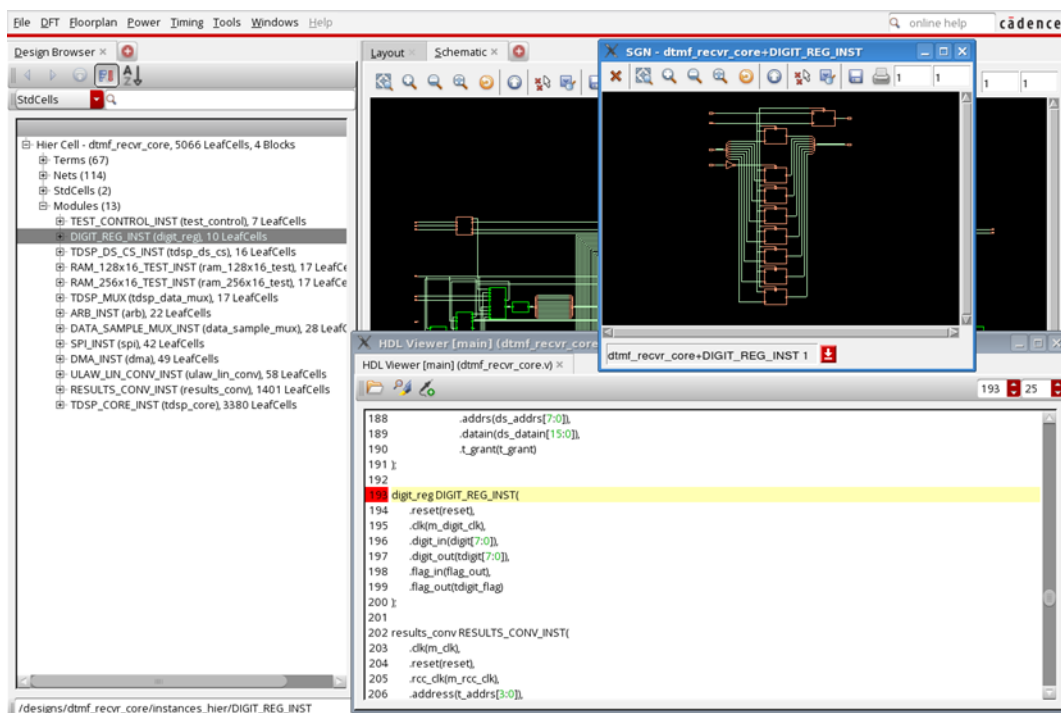 File DFT Floorplan Power Timing Tools Windows Help
online help
cādence
Design Browser ×
StdCells
Hier Cell - dtmf_recvr_core, 5066 LeafCells, 4 Blocks
Terms (67)
Nets (114)
StdCells (2)
Modules (13)
TEST_CONTROL_INST (test_control), 7 LeafCells
DIGIT_REG_INST (digit_reg), 10 LeafCells
TDSP_DS_CS_INST (tdsp_ds_cs), 16 LeafCells
RAM_128x16_TEST_INST (ram_128x16_test), 17 LeafCe
RAM_256x16_TEST_INST (ram_256x16_test), 17 LeafCe
TDSP_MUX (tdsp_data_mux), 17 LeafCells
ARB_INST (arb), 22 LeafCells
DATA_SAMPLE_MUX_INST (data_sample_mux), 28 LeafC
SPI_INST (spi), 42 LeafCells
DMA_INST (dma), 49 LeafCells
ULAW_LIN_CONV_INST (ulaw_lin_conv), 58 LeafCells
RESULTS_CONV_INST (results_conv), 1401 LeafCells
TDSP_CORE_INST (tdsp_core), 3380 LeafCells
/designs/dtmf_recvr_core/instances_hier/DIGIT_REG_INST
Layout × Schematic ×
1 1
SGN - dtmf_recvr_core+DIGIT_REG_INST
1 1
dtmf_recvr_core+DIGIT_REG_INST 1
HDL Viewer [main] (dtmf_recvr_core
HDL Viewer [main] (dtmf_recvr_core.v) ×
193 25
188 .addrs(ds_addrs[7:0]),
189 .datain(ds_datain[15:0]),
190 .t_grant(t_grant)
191 );
192
193 digit_reg DIGIT_REG_INST(
194 .reset(reset),
195 .clk(m_digit_clk),
196 .digit_in(digit[7:0]),
197 .digit_out(tdigit[7:0]),
198 .flag_in(flag_out),
199 .flag_out(tdigit_flag)
200 );
201
202 results_conv RESULTS_CONV_INST(
203 .clk(m_clk),
204 .reset(reset),
205 .rcc_clk(m_rcc_clk),
206 .address(t_addrs[3:0]),